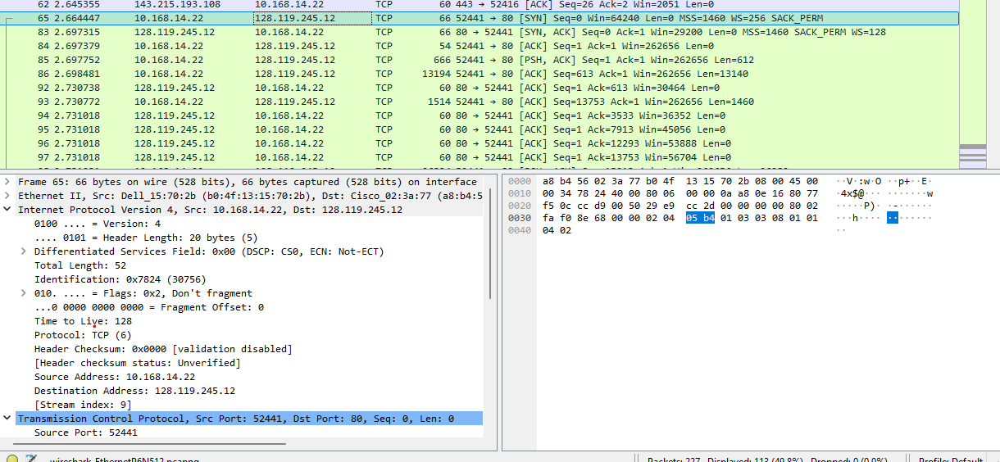 62 2.645355 143.215.193.108 10.168.14.22 TCP 60 443 → 52416 [ACK] Seq=26 Ack=2 Win=2051 Len=0
65 2.664447 10.168.14.22 128.119.245.12 TCP 66 52441 → 80 [SYN] Seq=0 Win=64240 Len=0 MSS=1460 WS=256 SACK_PERM
83 2.697315 128.119.245.12 10.168.14.22 TCP 66 80 → 52441 [SYN, ACK] Seq=0 Ack=1 Win=29200 Len=0 MSS=1460 SACK_PERM WS=128
84 2.697379 10.168.14.22 128.119.245.12 TCP 54 52441 → 80 [ACK] Seq=1 Ack=1 Win=262656 Len=0
85 2.697752 10.168.14.22 128.119.245.12 TCP 666 52441 → 80 [PSH, ACK] Seq=1 Ack=1 Win=262656 Len=612
86 2.698481 10.168.14.22 128.119.245.12 TCP 13194 52441 → 80 [ACK] Seq=613 Ack=1 Win=262656 Len=13140
92 2.730738 128.119.245.12 10.168.14.22 TCP 60 80 → 52441 [ACK] Seq=1 Ack=613 Win=30464 Len=0
93 2.730772 10.168.14.22 128.119.245.12 TCP 1514 52441 → 80 [ACK] Seq=13753 Ack=1 Win=262656 Len=1460
94 2.731018 128.119.245.12 10.168.14.22 TCP 60 80 → 52441 [ACK] Seq=1 Ack=3533 Win=36352 Len=0
95 2.731018 128.119.245.12 10.168.14.22 TCP 60 80 → 52441 [ACK] Seq=1 Ack=7913 Win=45056 Len=0
96 2.731018 128.119.245.12 10.168.14.22 TCP 60 80 → 52441 [ACK] Seq=1 Ack=12293 Win=53888 Len=0
97 2.731018 128.119.245.12 10.168.14.22 TCP 60 80 → 52441 [ACK] Seq=1 Ack=13753 Win=56704 Len=0
Frame 65: 66 bytes on wire (528 bits), 66 bytes captured (528 bits) on interface
Ethernet II, Src: Dell_15:70:2b (b0:4f:13:15:70:2b), Dst: Cisco_02:3a:77 (a8:b4:5
Internet Protocol Version 4, Src: 10.168.14.22, Dst: 128.119.245.12
0100 .... = Version: 4
.... 0101 = Header Length: 20 bytes (5)
Differentiated Services Field: 0x00 (DSCP: CS0, ECN: Not-ECT)
Total Length: 52
Identification: 0x7824 (30756)
010. .... = Flags: 0x2, Don't fragment
...0 0000 0000 0000 = Fragment Offset: 0
Time to Live: 128
Protocol: TCP (6)
Header Checksum: 0x0000 [validation disabled]
[Header checksum status: Unverified]
Source Address: 10.168.14.22
Destination Address: 128.119.245.12
[Stream index: 9]
Transmission Control Protocol, Src Port: 52441, Dst Port: 80, Seq: 0, Len: 0
Source Port: 52441
0000 a8 b4 56 02 3a 77 b0 4f 13 15 70 2b 08 00 45 00 ··V·:w·O ··p+··E·
0010 00 34 78 24 40 00 80 06 00 00 0a a8 0e 16 80 77 ·4x$@··· ·······w
0020 f5 0c cc d9 00 50 29 e9 cc 2d 00 00 00 00 80 02 ·····P)· ·-······
0030 fa f0 8e 68 00 00 02 04 05 b4 01 03 03 08 01 01 ···h···· ········
0040 04 02 ··
wireshark_EthernetP6N512.pcapng
Packets: 227 · Displayed: 113 (49.8%) · Dropped: 0 (0.0%)
Profile: Default